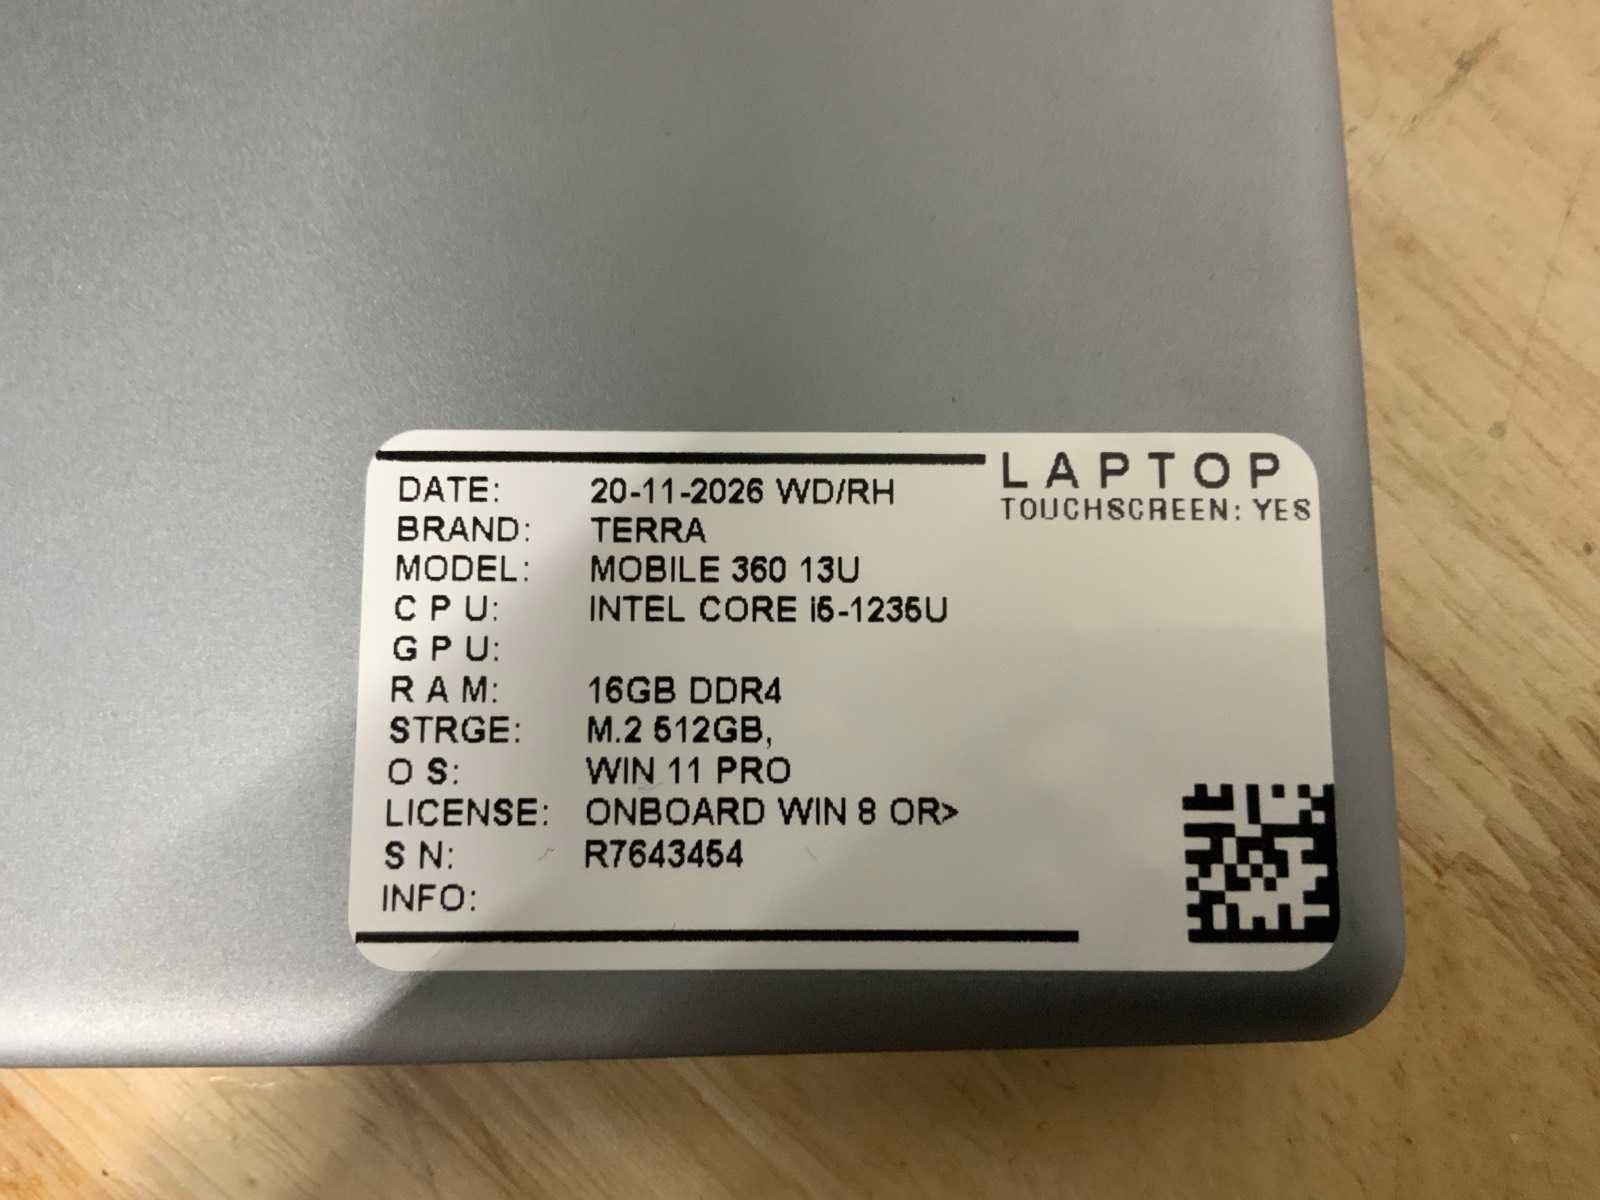 LAPTOP
TOUCHSCREEN: YES
DATE: 20-11-2026 WD/RH
BRAND: TERRA
MODEL: MOBILE 360 13U
C P U: INTEL CORE i5-1235U
G P U:
R A M: 16GB DDR4
STRGE: M.2 512GB,
O S: WIN 11 PRO
LICENSE: ONBOARD WIN 8 OR>
S N: R7643454
INFO: